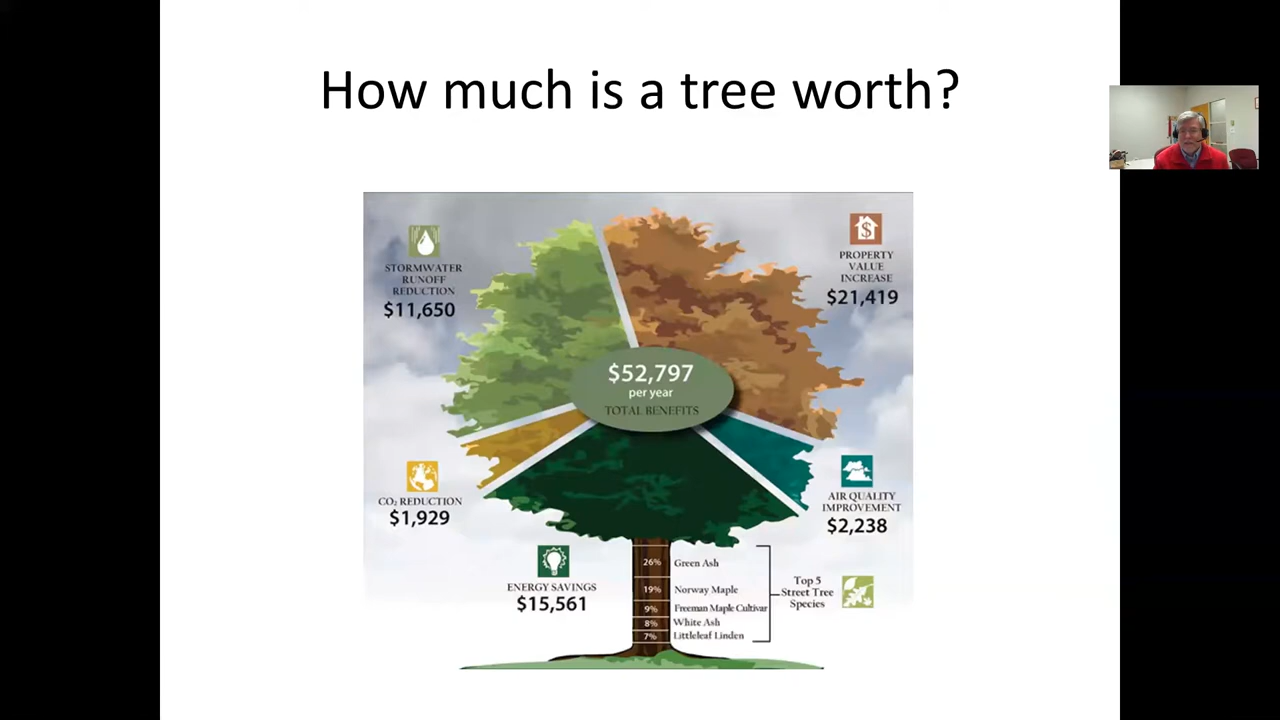 How much is a tree worth?
STORMWATER
RUNOFF
REDUCTION
$11,650
$
PROPERTY
VALUE
INCREASE
$21,419
$52,797
per year
TOTAL BENEFITS
CO₂ REDUCTION
$1,929
AIR QUALITY
IMPROVEMENT
$2,238
ENERGY SAVINGS
$15,561
26% Green Ash
19% Norway Maple
9% Freeman Maple Cultivar
8% White Ash
7% Littleleaf Linden
Top 5
Street Tree
Species